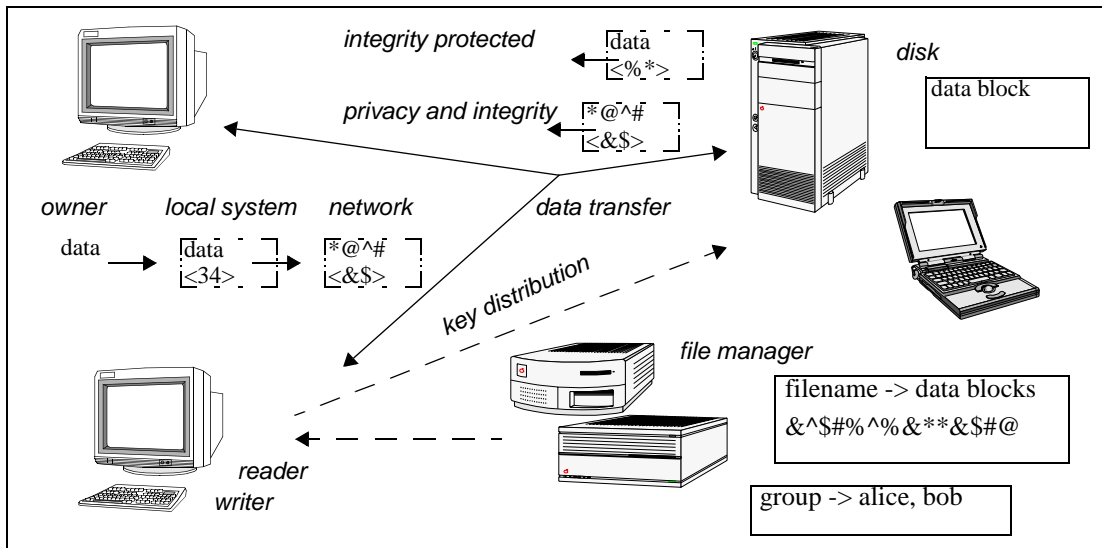 integrity protected
data
<%*>
disk
data block
privacy and integrity
*@^#
<&$>
owner
local system
network
data transfer
data
data
<34>
*@^#
<&$>
key distribution
file manager
filename -> data blocks
&^$#%^%&**&$#@
reader
writer
group -> alice, bob